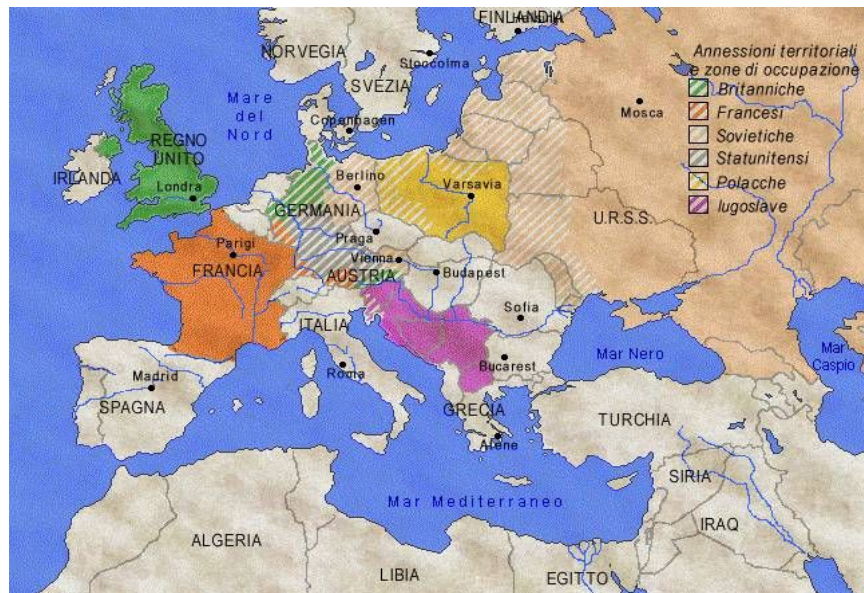 FINLANDIA
Helsinki
NORVEGIA
Stoccolma
SVEZIA
Annessioni territoriali
e zone di occupazione
Britanniche
Francesi
Sovietiche
Statunitensi
Polacche
Iugoslave
Mare
del
Nord
Mosca
Copenhagen
REGNO
UNITO
IRLANDA
Londra
Berlino
Varsavia
GERMANIA
U.R.S.S.
Praga
Parigi
FRANCIA
Vienna
AUSTRIA
Budapest
Sofia
ITALIA
Mar Nero
Mar
Caspio
Bucarest
Madrid
Roma
SPAGNA
GRECIA
TURCHIA
Atene
SIRIA
Mar Mediterraneo
IRAQ
ALGERIA
LIBIA
EGITTO